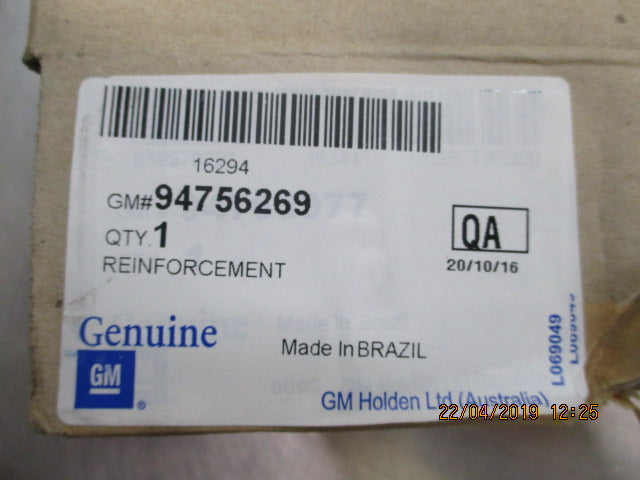 16294
GM#94756269
QTY.1
REINFORCEMENT
QA
20/10/16
Genuine
GM
®
Made In BRAZIL
GM Holden Ltd (Australia)
L069049
L069049
22/04/2019 12:25